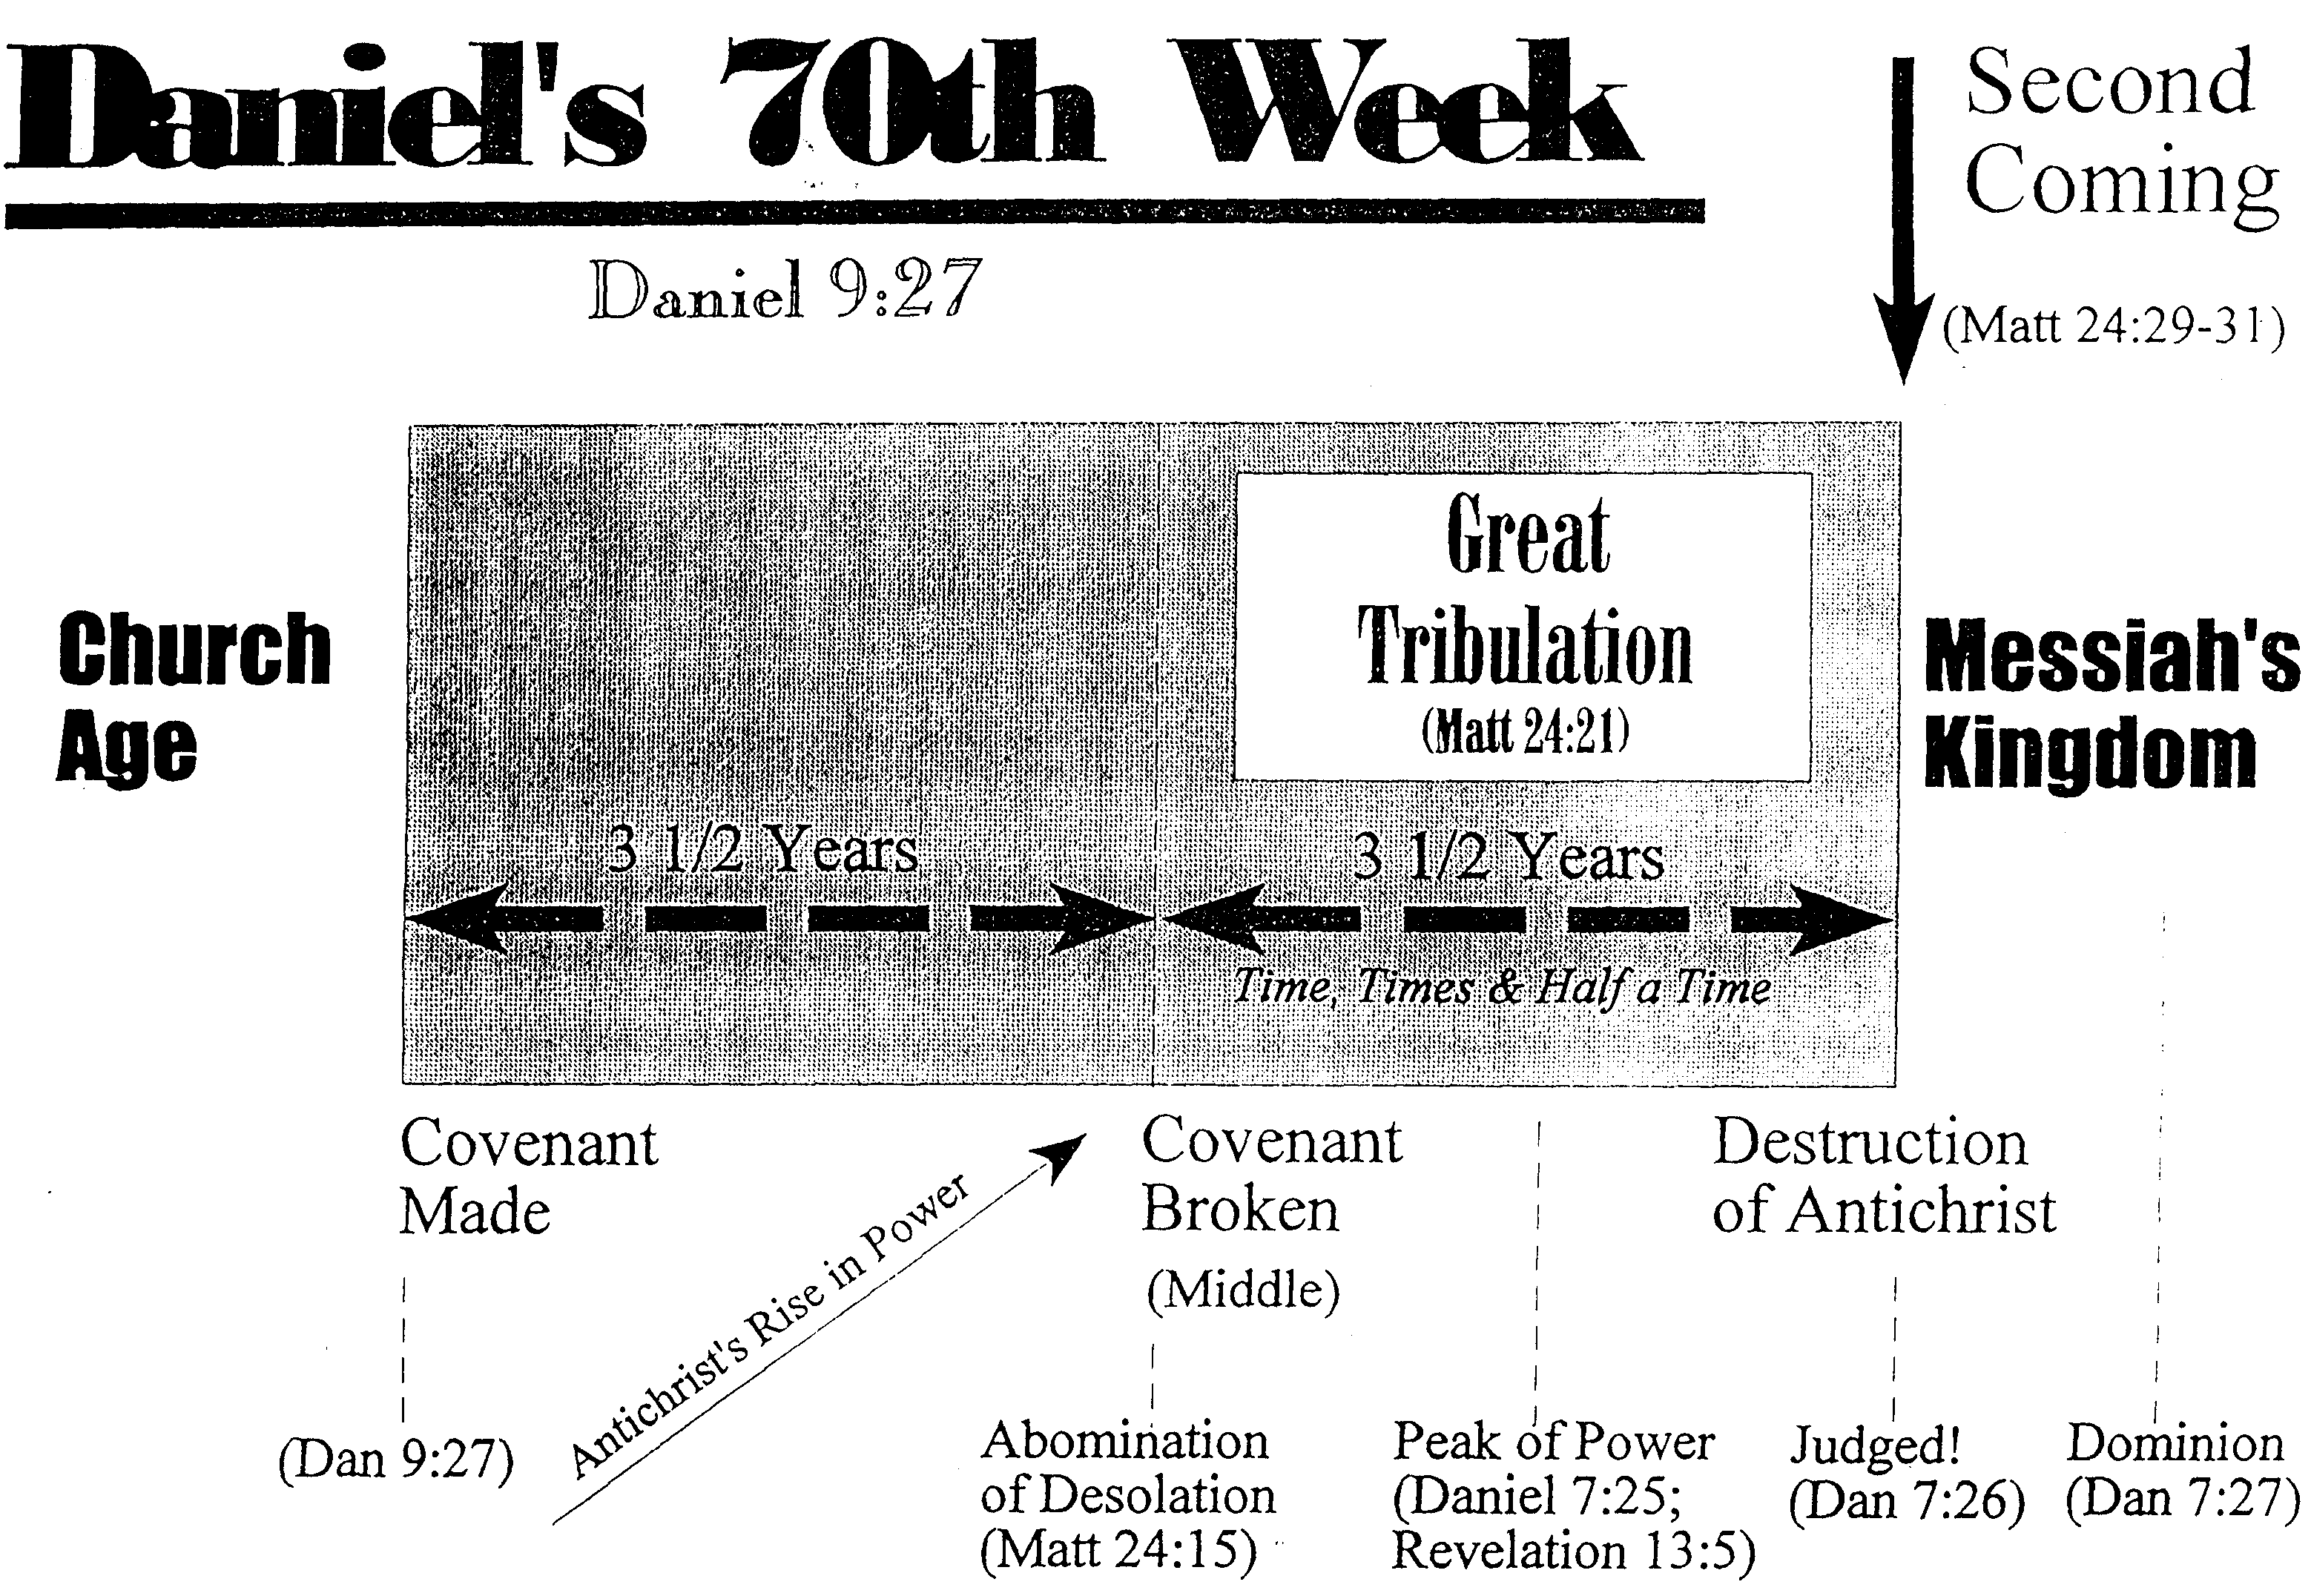 Daniel's 70th Week
Daniel 9:27
Second
Coming
(Matt 24:29-31)
Church
Age
Great
Tribulation
(Matt 24:21)
Messiah's
Kingdom
3 1/2 Years
3 1/2 Years
Time, Times & Half a Time
Covenant
Made
(Dan 9:27)
Antichrist's Rise in Power
Covenant
Broken
(Middle)
Abomination
of Desolation
(Matt 24:15)
Peak of Power
(Daniel 7:25;
Revelation 13:5)
Destruction
of Antichrist
Judged!
(Dan 7:26)
Dominion
(Dan 7:27)